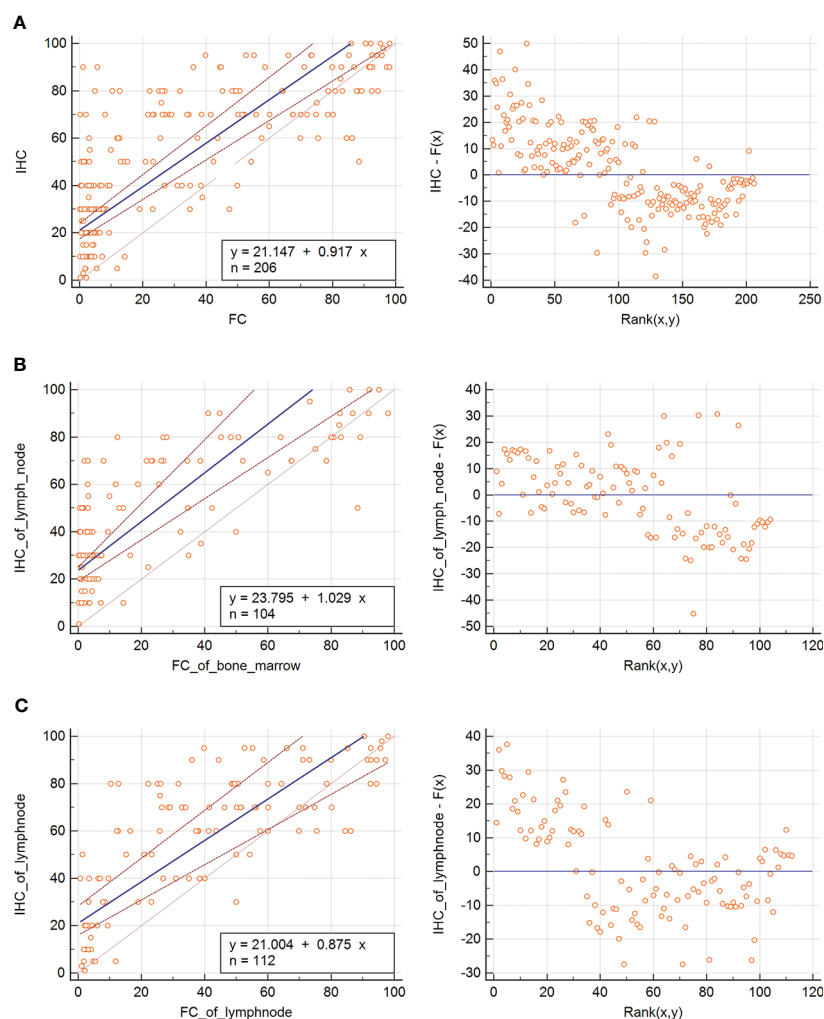 A
100
80
60
40
20
0
IHC
0 20 40 60 80 100
FC
y = 21.147 + 0.917 x
n = 206
50
40
30
20
10
0
-10
-20
-30
-40
IHC - F(x)
0 50 100 150 200 250
Rank(x,y)
B
100
80
60
40
20
0
IHC_of_lymph_node
0 20 40 60 80 100
FC_of_bone_marrow
y = 23.795 + 1.029 x
n = 104
40
30
20
10
0
-10
-20
-30
-40
-50
IHC_of_lymph_node - F(x)
0 20 40 60 80 100 120
Rank(x,y)
C
100
80
60
40
20
0
IHC_of_lymphnode
0 20 40 60 80 100
FC_of_lymphnode
y = 21.004 + 0.875 x
n = 112
40
30
20
10
0
-10
-20
-30
IHC_of_lymphnode - F(x)
0 20 40 60 80 100 120
Rank(x,y)